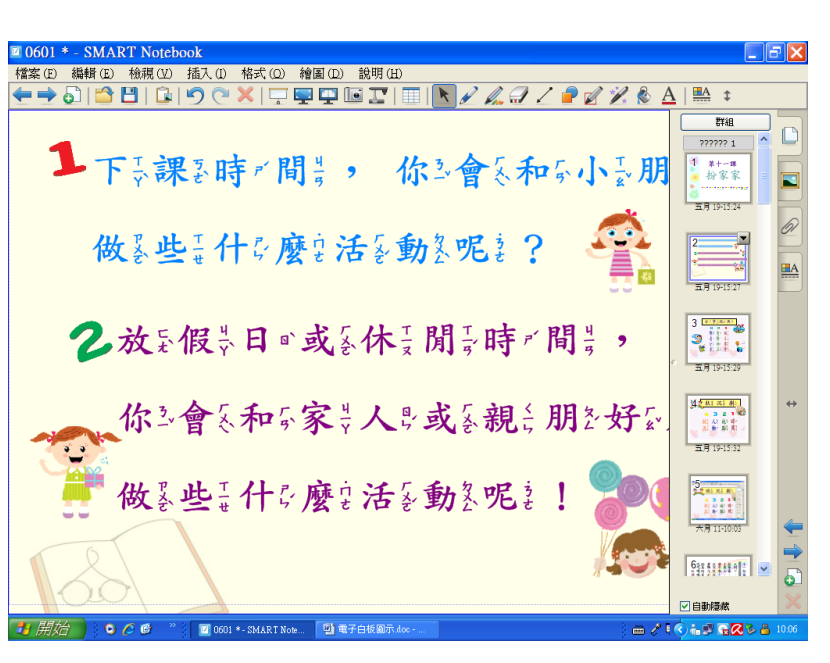 0601 * - SMART Notebook
檔案(F) 編輯(E) 檢視(V) 插入(I) 格式(O) 繪圖(D) 說明(H)
群組
?????? 1
1 下課時間， 你會和小朋
做些什麼活動呢？
2 放假日或休閒時間，
你會和家人或親朋好
做些什麼活動呢！
1 第十一課
扮家家
五月 19-15:24
2
五月 19-15:27
3
五月 19-15:29
4
五月 19-15:32
5
六月 11-10:03
6
自動隱藏
開始
0601 * - SMART Note...
電子白板圖示.doc - ...
10:06